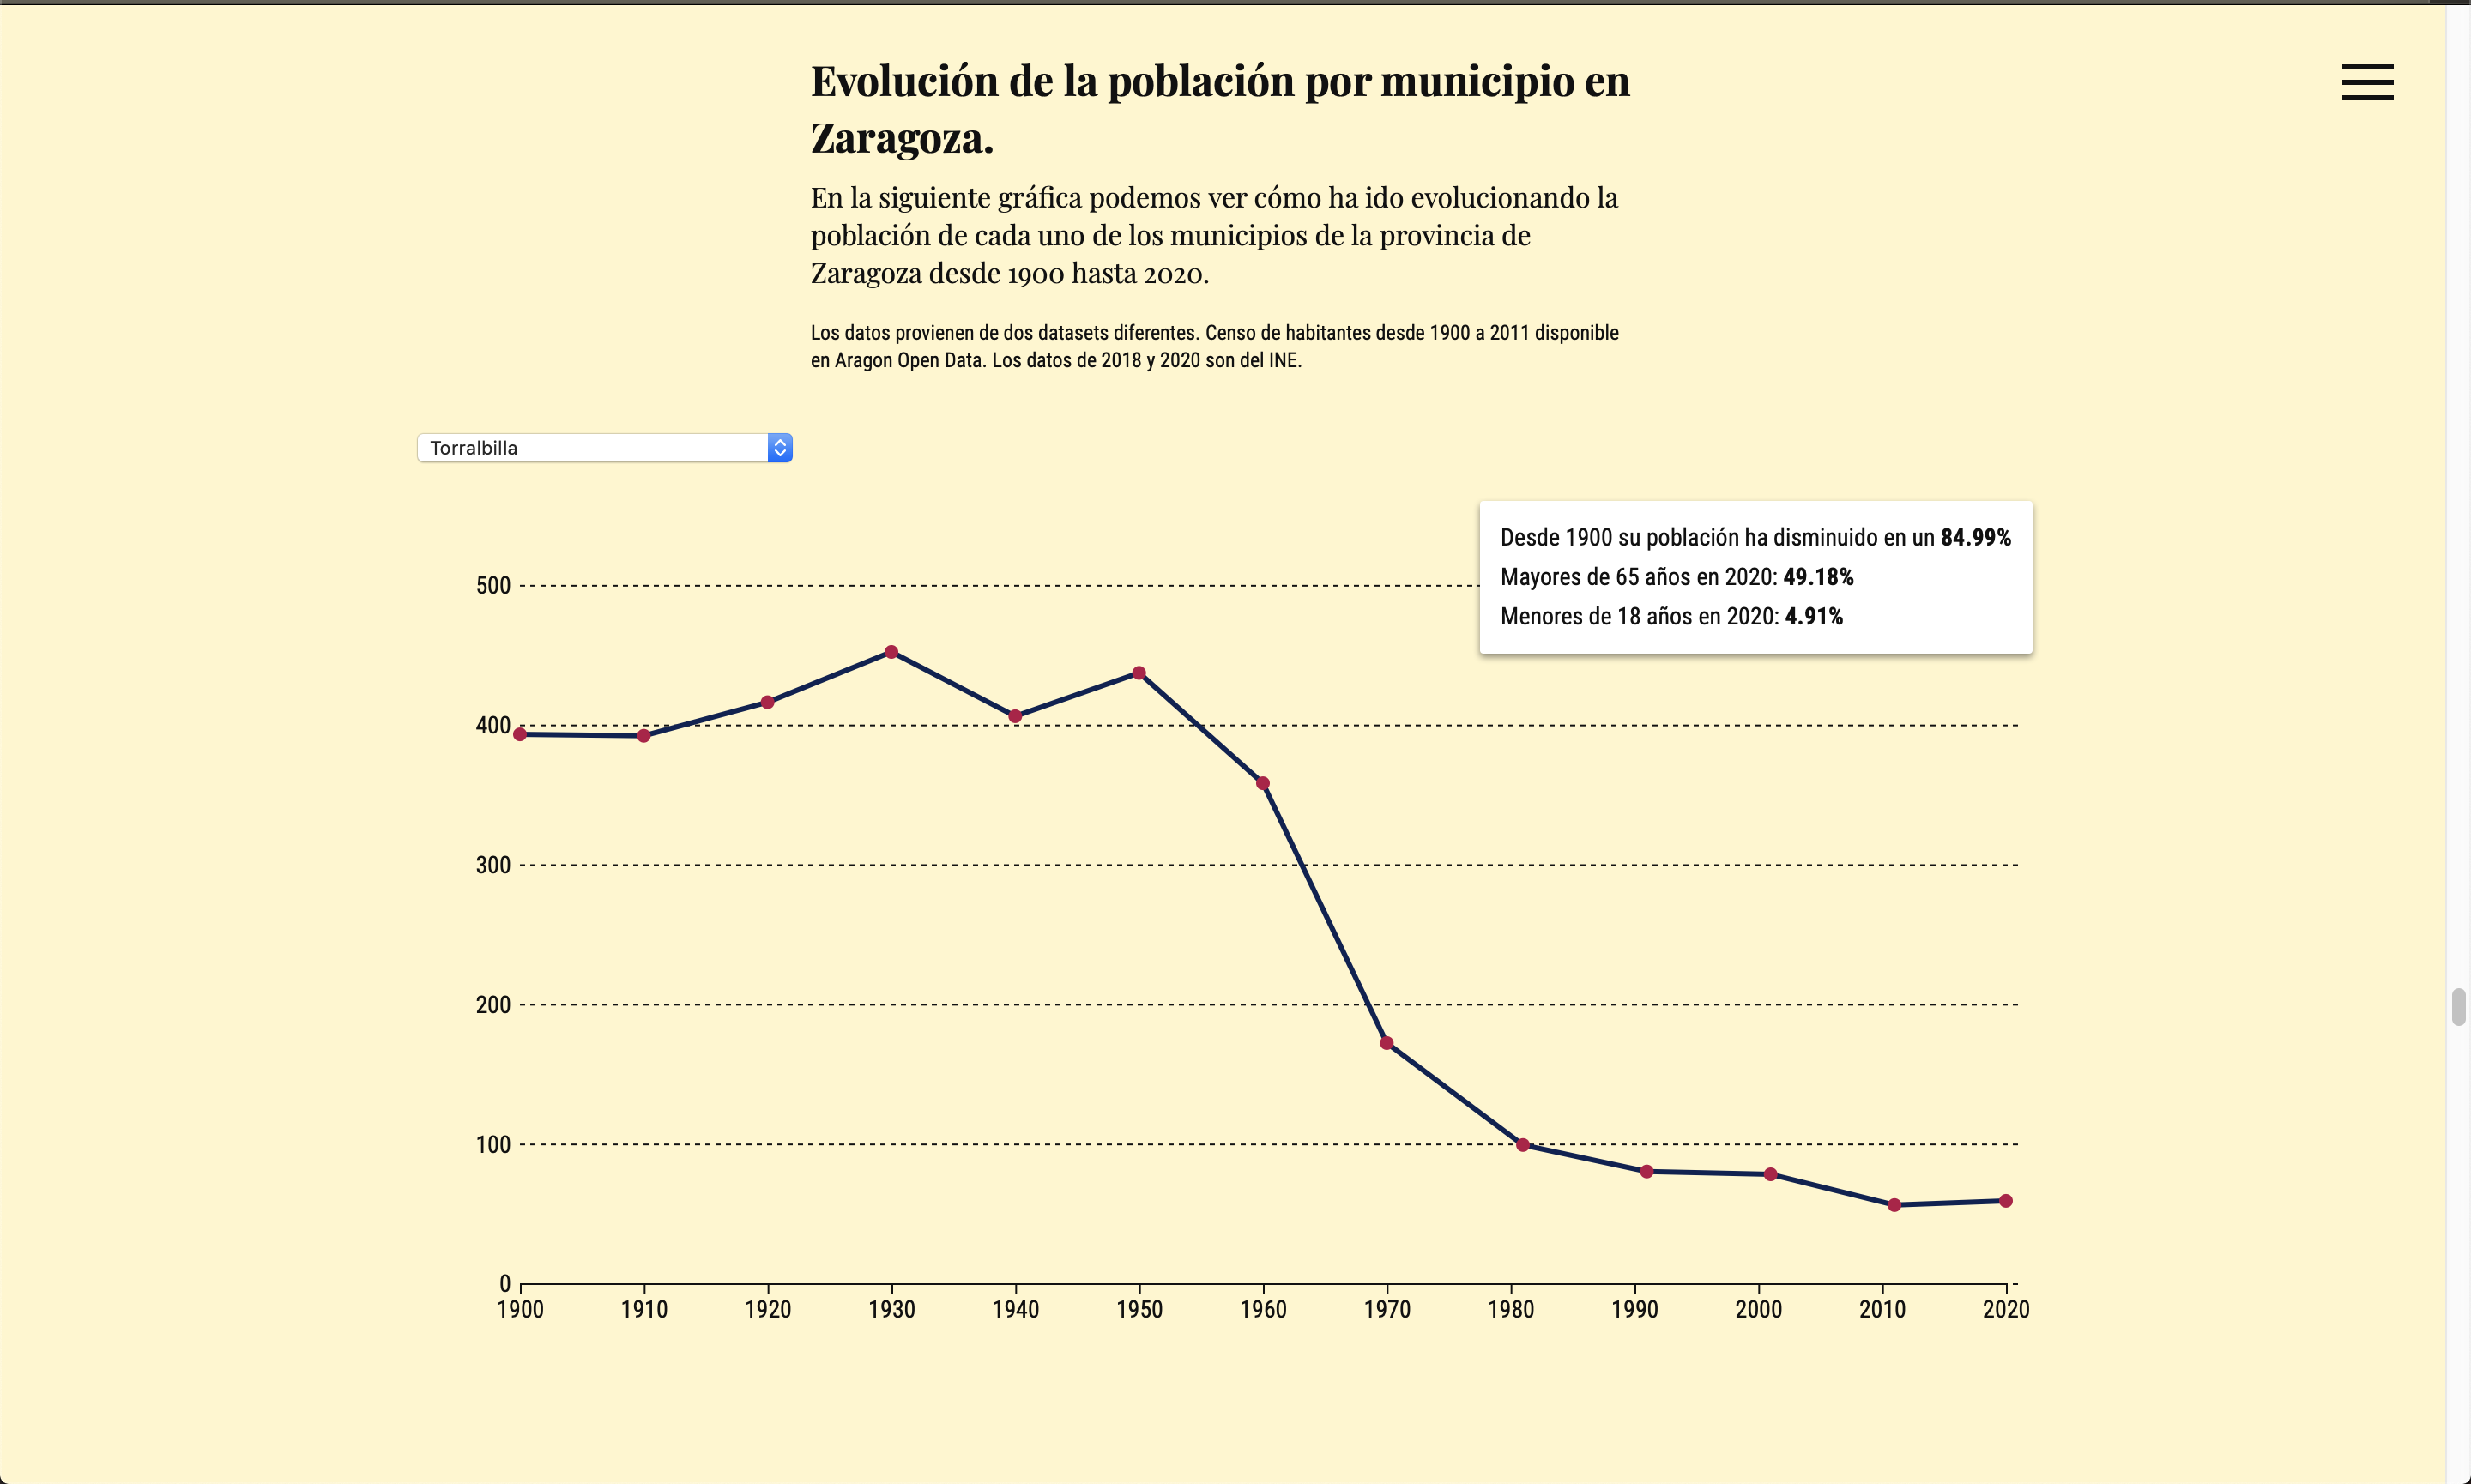 Evolución de la población por municipio en
Zaragoza.
En la siguiente gráfica podemos ver cómo ha ido evolucionando la
población de cada uno de los municipios de la provincia de
Zaragoza desde 1900 hasta 2020.
Los datos provienen de dos datasets diferentes. Censo de habitantes desde 1900 a 2011 disponible
en Aragon Open Data. Los datos de 2018 y 2020 son del INE.
Torralbilla
Desde 1900 su población ha disminuido en un 84.99%
Mayores de 65 años en 2020: 49.18%
Menores de 18 años en 2020: 4.91%
500
400
300
200
100
0
1900 1910 1920 1930 1940 1950 1960 1970 1980 1990 2000 2010 2020